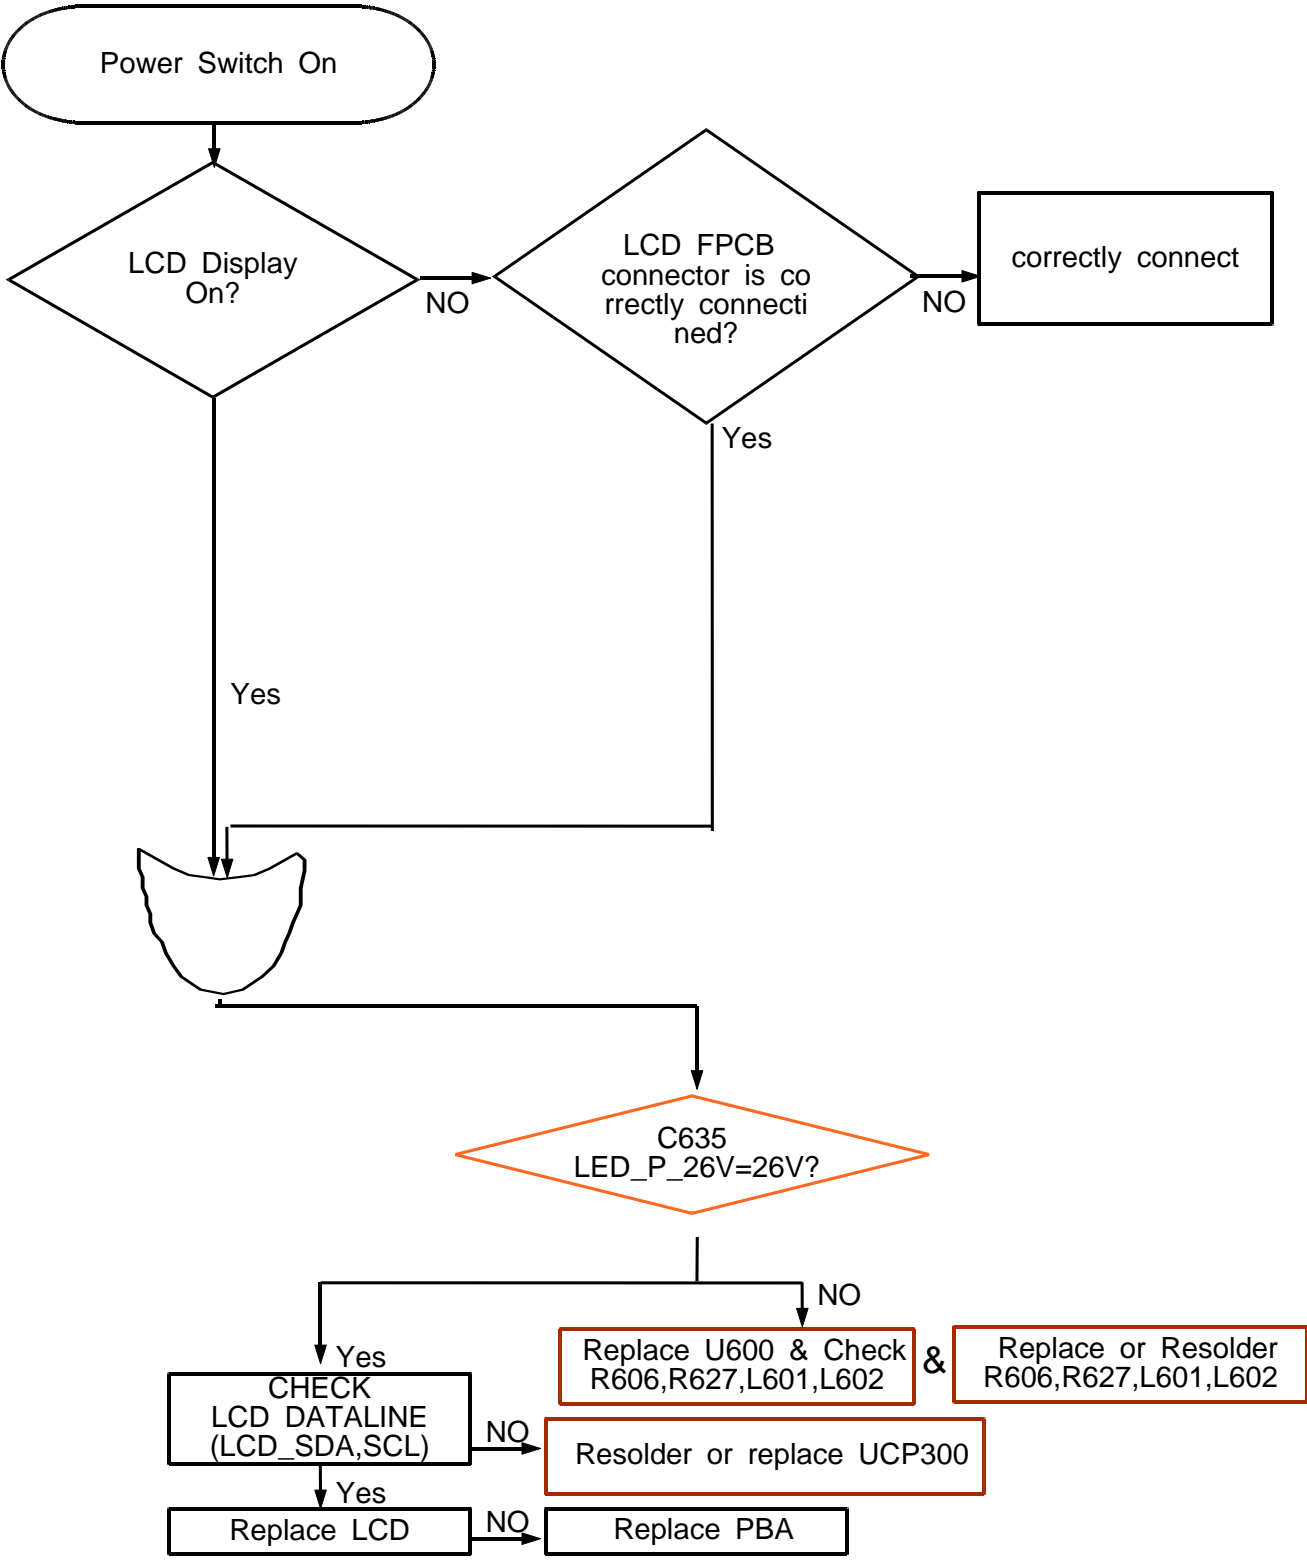 Power Switch On
LCD Display
On?
NO
LCD FPCB
connector is co
rrectly connecti
ned?
NO
correctly connect
Yes
Yes
C635
LED_P_26V=26V?
NO
Yes
Replace U600 & Check
R606,R627,L601,L602
&
Replace or Resolder
R606,R627,L601,L602
CHECK
LCD DATALINE
(LCD_SDA,SCL)
NO
Resolder or replace UCP300
Yes
Replace LCD
NO
Replace PBA